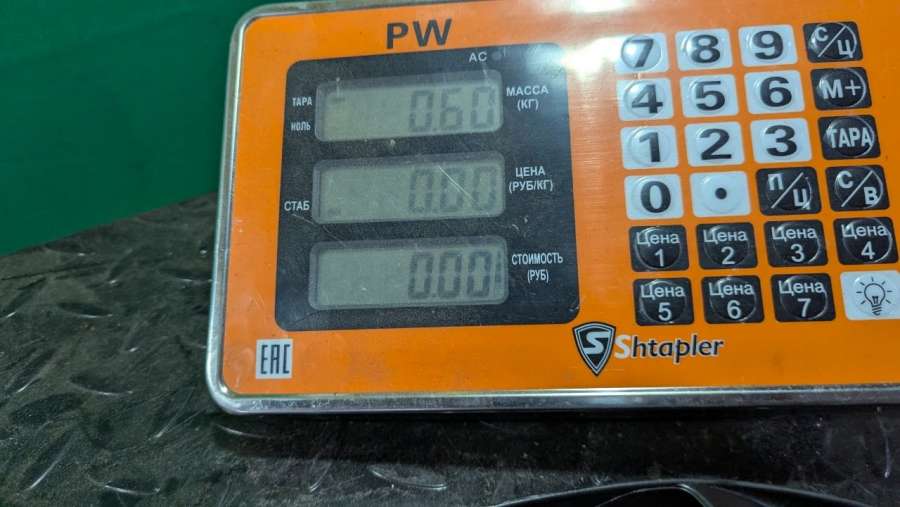 PW
AC
ТАРА
НОЛЬ
0.60
МАССА
(КГ)
СТАБ
0.00
ЦЕНА
(РУБ/КГ)
0.00
СТОИМОСТЬ
(РУБ)
7 8 9 С/Ц
4 5 6 М+
1 2 3 ТАРА
0 . П/Ц С/В
Цена 1 Цена 2 Цена 3 Цена 4
Цена 5 Цена 6 Цена 7
EAC
S Shtapler